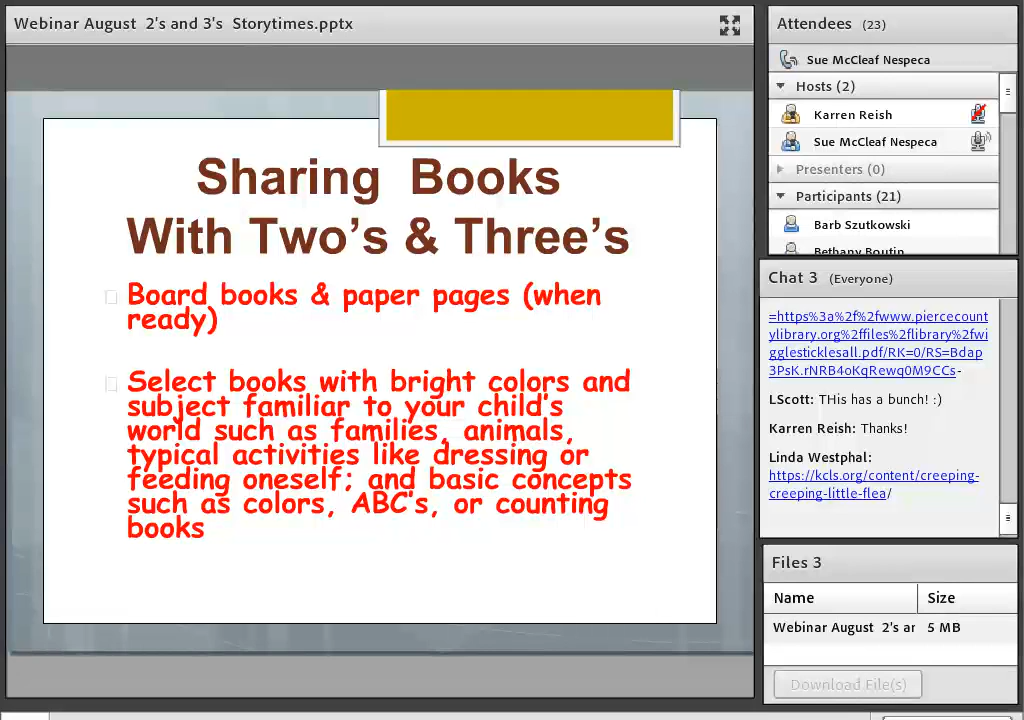 Webinar August 2's and 3's Storytimes.pptx
Sharing Books
With Two's & Three's
Board books & paper pages (when
ready)
Select books with bright colors and
subject familiar to your child's
world such as families, animals,
typical activities like dressing or
feeding oneself; and basic concepts
such as colors, ABC's, or counting
books
Attendees (23)
Sue McCleaf Nespeca
Hosts (2)
Karren Reish
Sue McCleaf Nespeca
Presenters (0)
Participants (21)
Barb Szutkowski
Bethany Boutin
Chat 3 (Everyone)
=https%3a%2f%2fwww.piercecount
ylibrary.org%2ffiles%2flibrary%2fwi
gglesticklesall.pdf/RK=0/RS=Bdap
3PsK.rNRB4oKqRewq0M9CCs-
LScott: THis has a bunch! :)
Karren Reish: Thanks!
Linda Westphal:
https://kcls.org/content/creeping-
creeping-little-flea/
Files 3
Name Size
Webinar August 2's ar 5 MB
Download File(s)